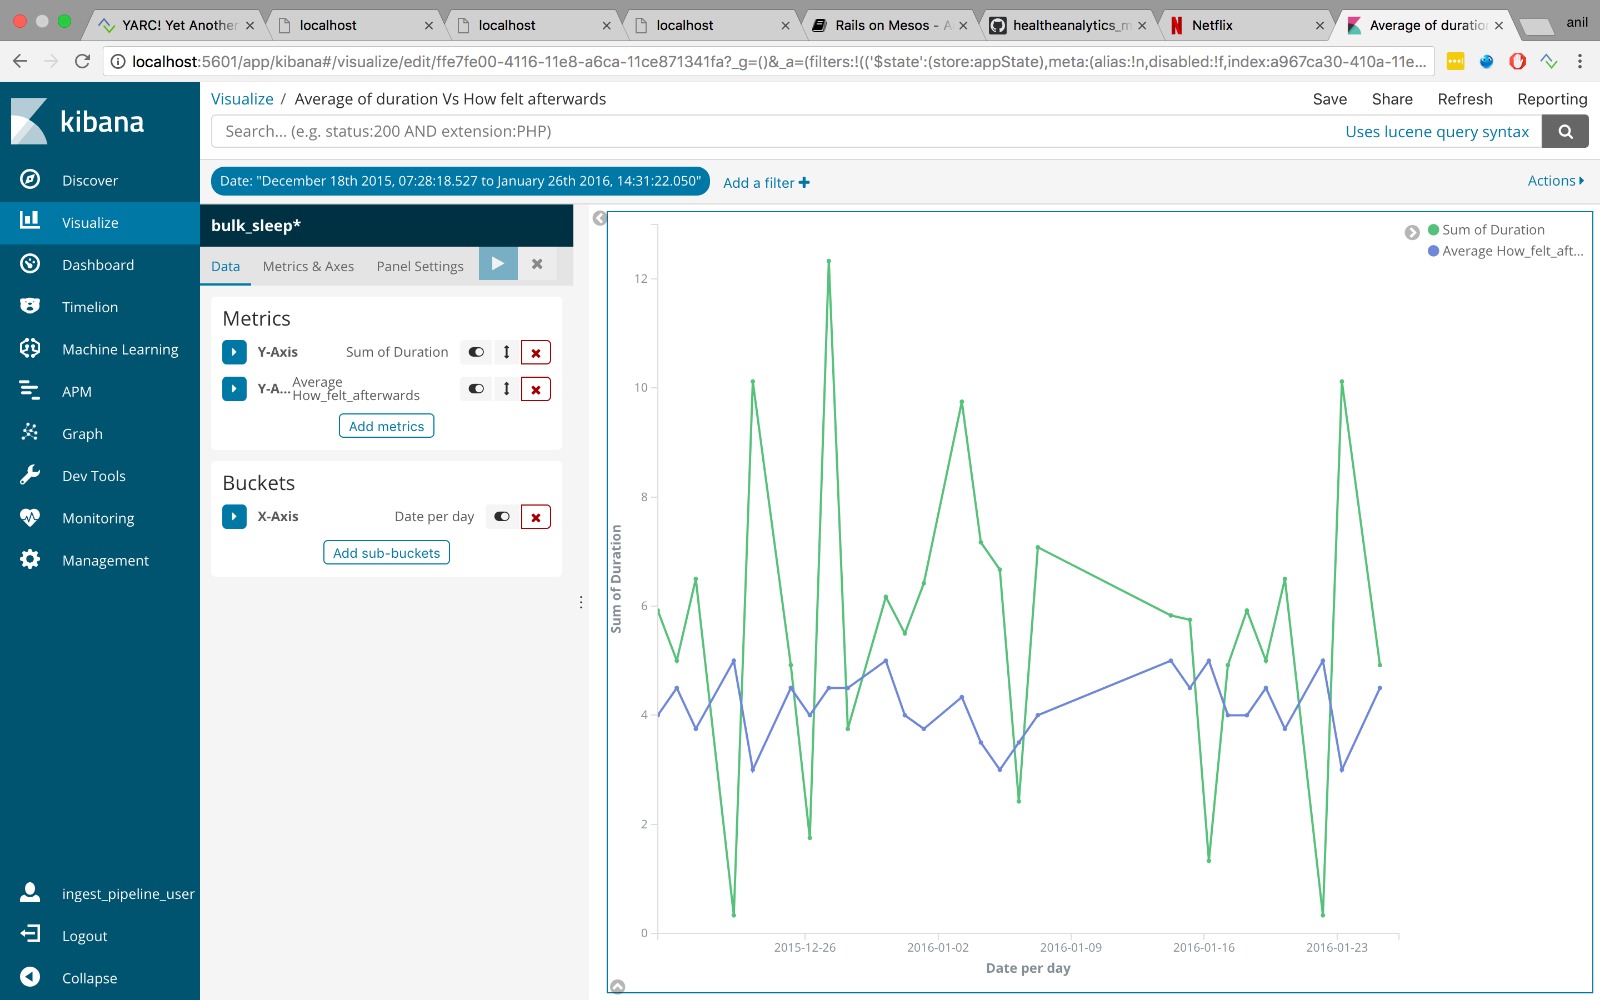 YARC! Yet Another
localhost
localhost
localhost
Rails on Mesos - A
healtheanalytics_m
Netflix
Average of duratio
anil
localhost:5601/app/kibana#/visualize/edit/ffe7fe00-4116-11e8-a6ca-11ce871341fa?_g=()&_a=(filters:!(('$state':(store:appState),meta:(alias:!n,disabled:!f,index:a967ca30-410a-11e...
kibana
Discover
Visualize
Dashboard
Timelion
Machine Learning
APM
Graph
Dev Tools
Monitoring
Management
ingest_pipeline_user
Logout
Collapse
Visualize / Average of duration Vs How felt afterwards
Save Share Refresh Reporting
Search... (e.g. status:200 AND extension:PHP)
Uses lucene query syntax
Date: "December 18th 2015, 07:28:18.527 to January 26th 2016, 14:31:22.050"
Add a filter +
Actions
bulk_sleep*
Data Metrics & Axes Panel Settings
Metrics
Y-Axis Sum of Duration
Y-A... Average How_felt_afterwards
Add metrics
Buckets
X-Axis Date per day
Add sub-buckets
Sum of Duration
Average How_felt_aft...
Sum of Duration
12
10
8
6
4
2
0
2015-12-26 2016-01-02 2016-01-09 2016-01-16 2016-01-23
Date per day